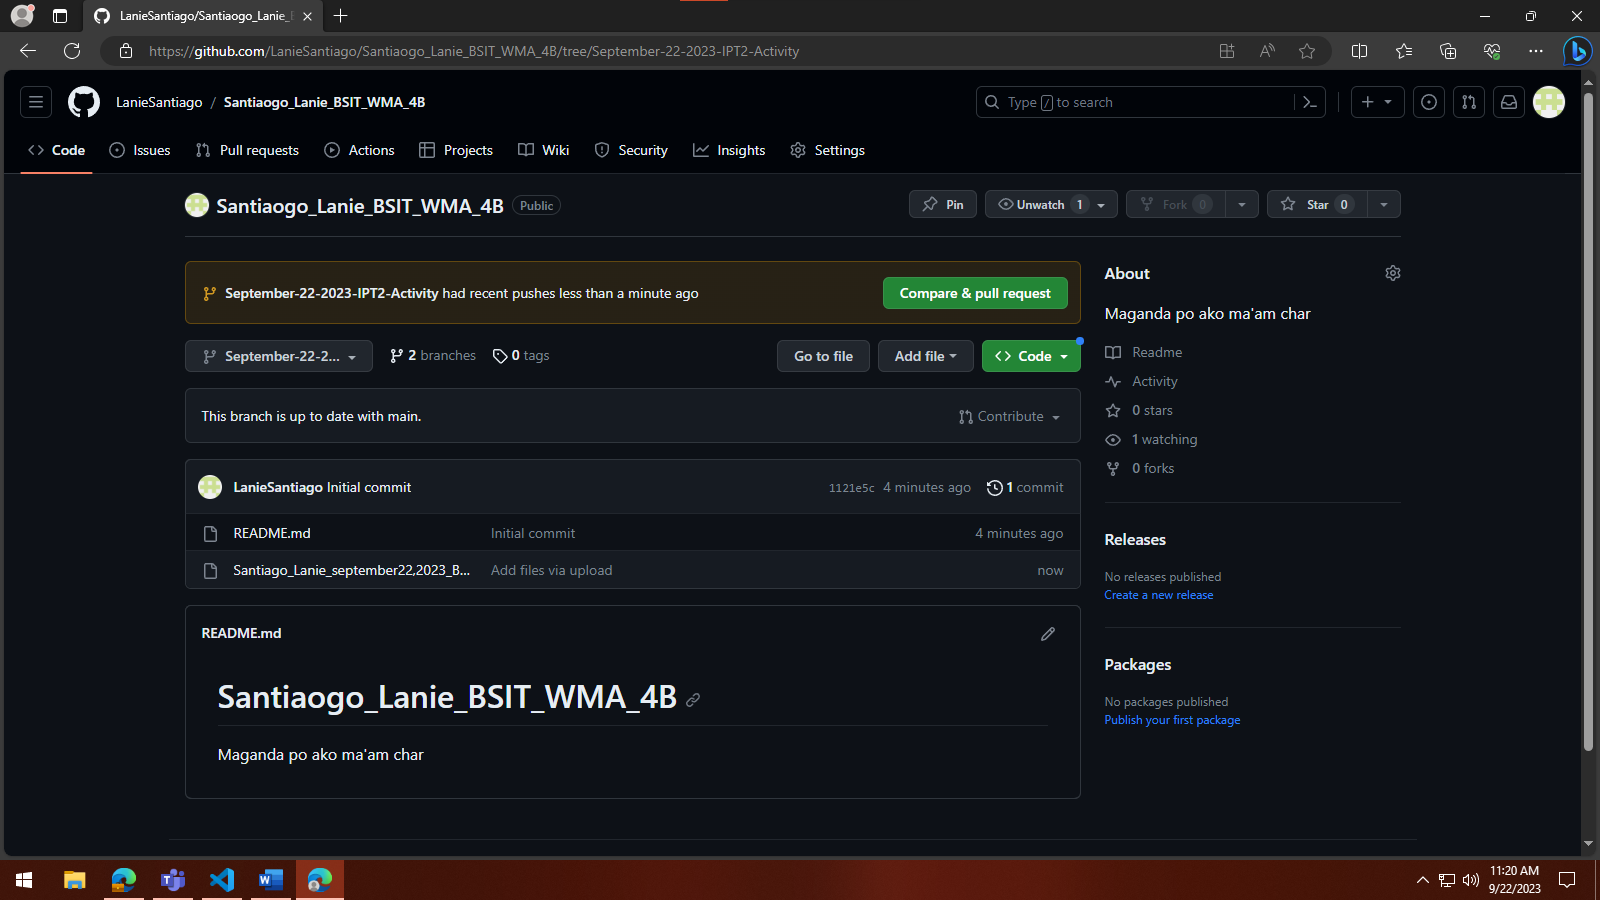 LanieSantiago/Santiaogo_Lanie_B
https://github.com/LanieSantiago/Santiaogo_Lanie_BSIT_WMA_4B/tree/September-22-2023-IPT2-Activity
LanieSantiago / Santiaogo_Lanie_BSIT_WMA_4B
Type / to search
Code Issues Pull requests Actions Projects Wiki Security Insights Settings
Santiaogo_Lanie_BSIT_WMA_4B Public
Pin Unwatch 1 Fork 0 Star 0
September-22-2023-IPT2-Activity had recent pushes less than a minute ago Compare & pull request
September-22-2... 2 branches 0 tags Go to file Add file Code
This branch is up to date with main. Contribute
LanieSantiago Initial commit 1121e5c 4 minutes ago 1 commit
README.md Initial commit 4 minutes ago
Santiago_Lanie_september22,2023_B... Add files via upload now
README.md
Santiaogo_Lanie_BSIT_WMA_4B
Maganda po ako ma'am char
About
Maganda po ako ma'am char
Readme
Activity
0 stars
1 watching
0 forks
Releases
No releases published
Create a new release
Packages
No packages published
Publish your first package
11:20 AM
9/22/2023